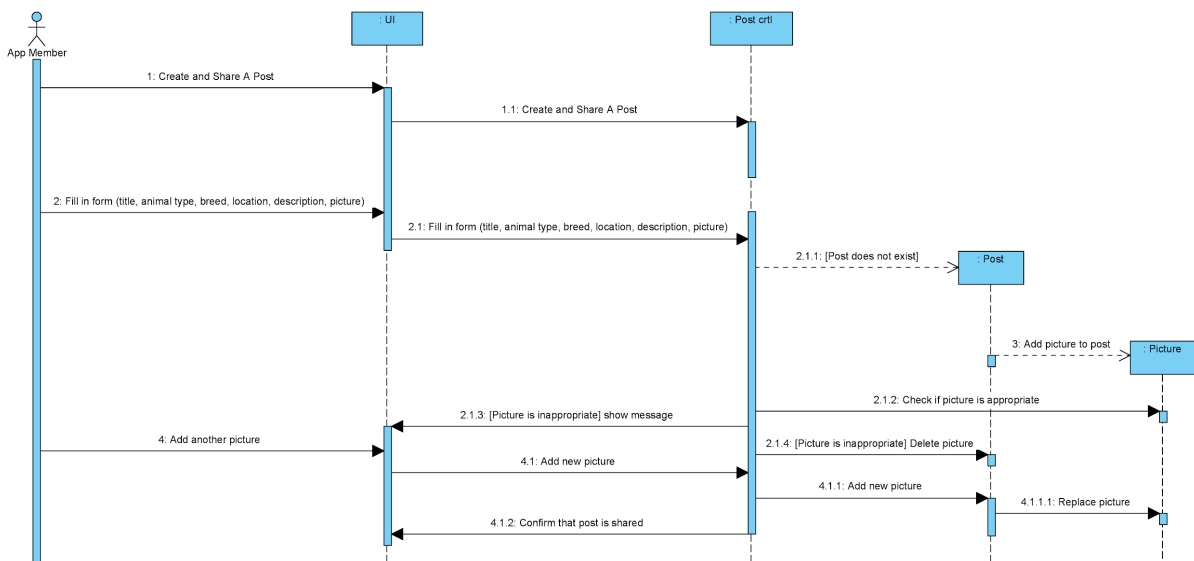 : UI
: Post crtl
App Member
1: Create and Share A Post
1.1: Create and Share A Post
2: Fill in form (title, animal type, breed, location, description, picture)
2.1: Fill in form (title, animal type, breed, location, description, picture)
2.1.1: [Post does not exist]
: Post
3: Add picture to post
: Picture
2.1.2: Check if picture is appropriate
2.1.3: [Picture is inappropriate] show message
4: Add another picture
2.1.4: [Picture is inappropriate] Delete picture
4.1: Add new picture
4.1.1: Add new picture
4.1.1.1: Replace picture
4.1.2: Confirm that post is shared